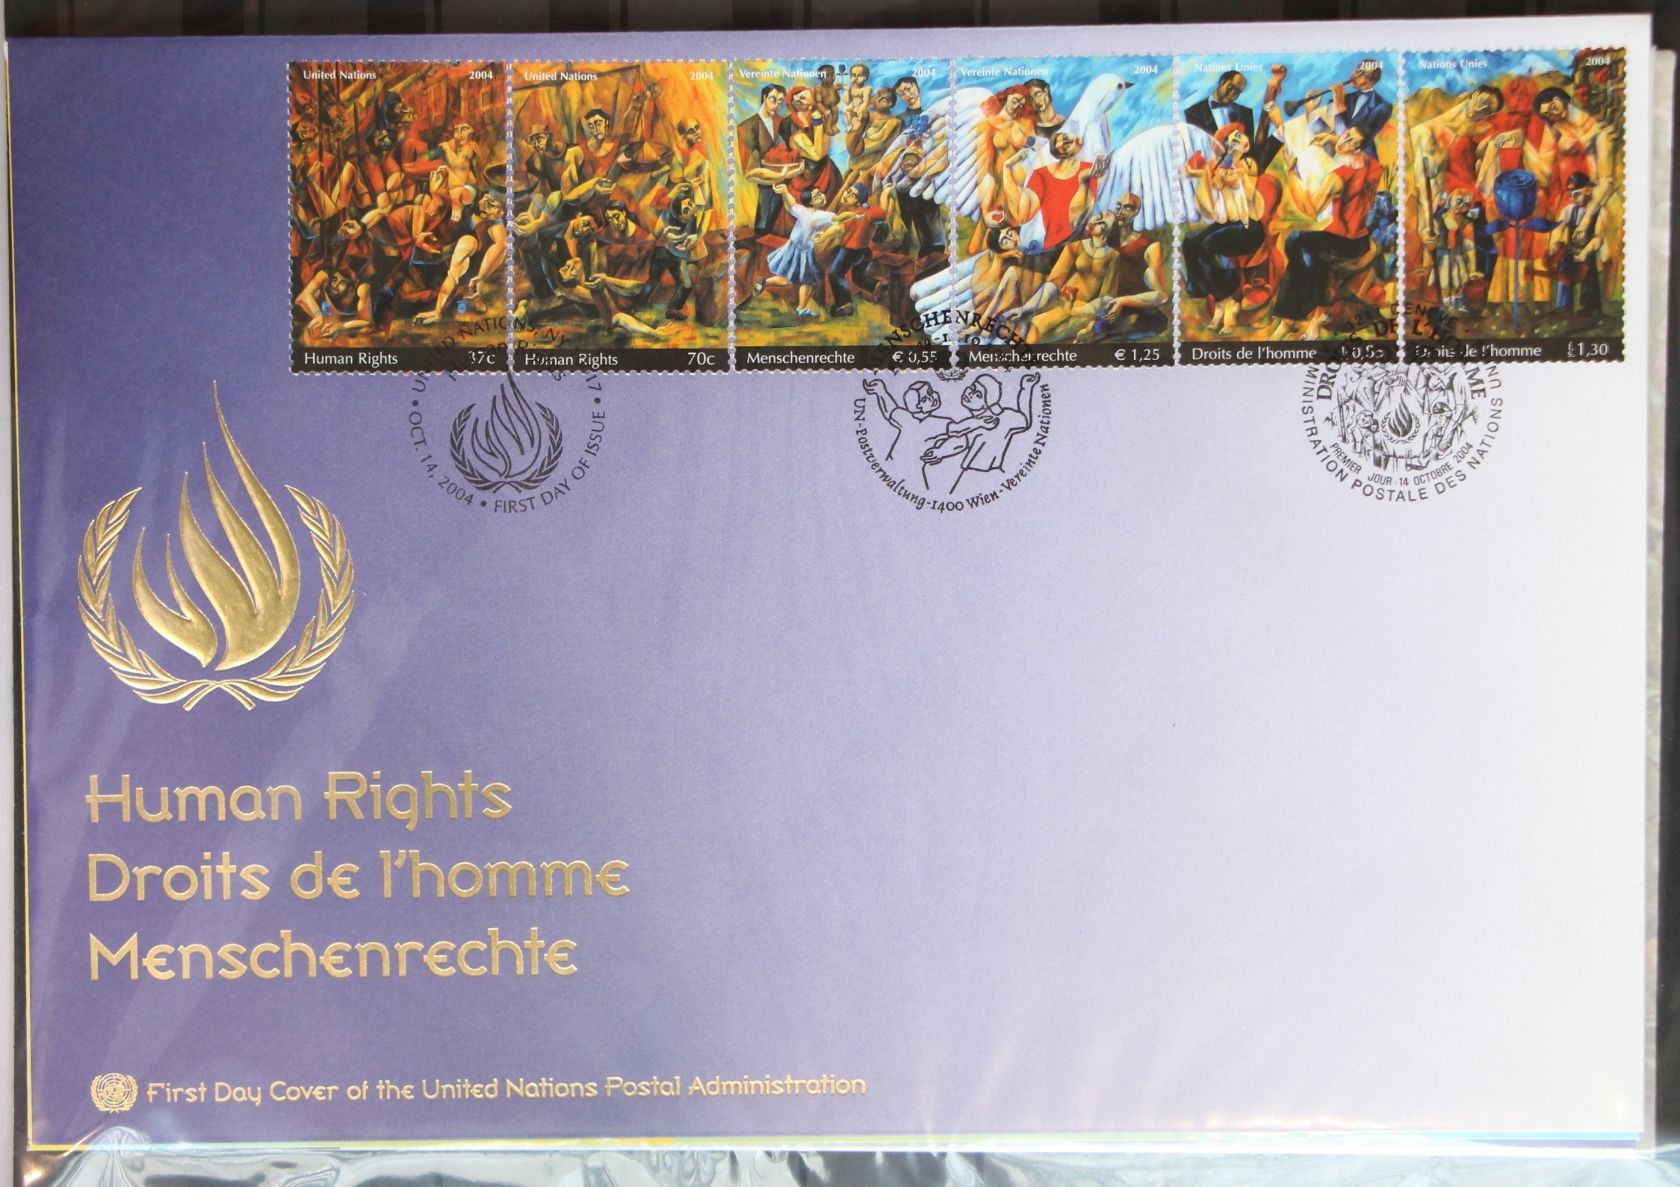 United Nations 2004
Human Rights 37c
United Nations 2004
Human Rights 70c
Vereinte Nationen 2004
Menschenrechte € 0,55
Vereinte Nationen 2004
Menschenrechte € 1,25
Nations Unies 2004
Droits de l'homme
Nations Unies 2004
Droits de l'homme 1,30
UNITED NATIONS, NY
OCT. 14, 2004 • FIRST DAY OF ISSUE
UN-Postverwaltung-1400 Wien-Vereinte Nationen
PREMIER JOUR 14 OCTOBRE 2004
POSTALE DES NATIONS
Human Rights
Droits de l'homme
Menschenrechte
First Day Cover of the United Nations Postal Administration